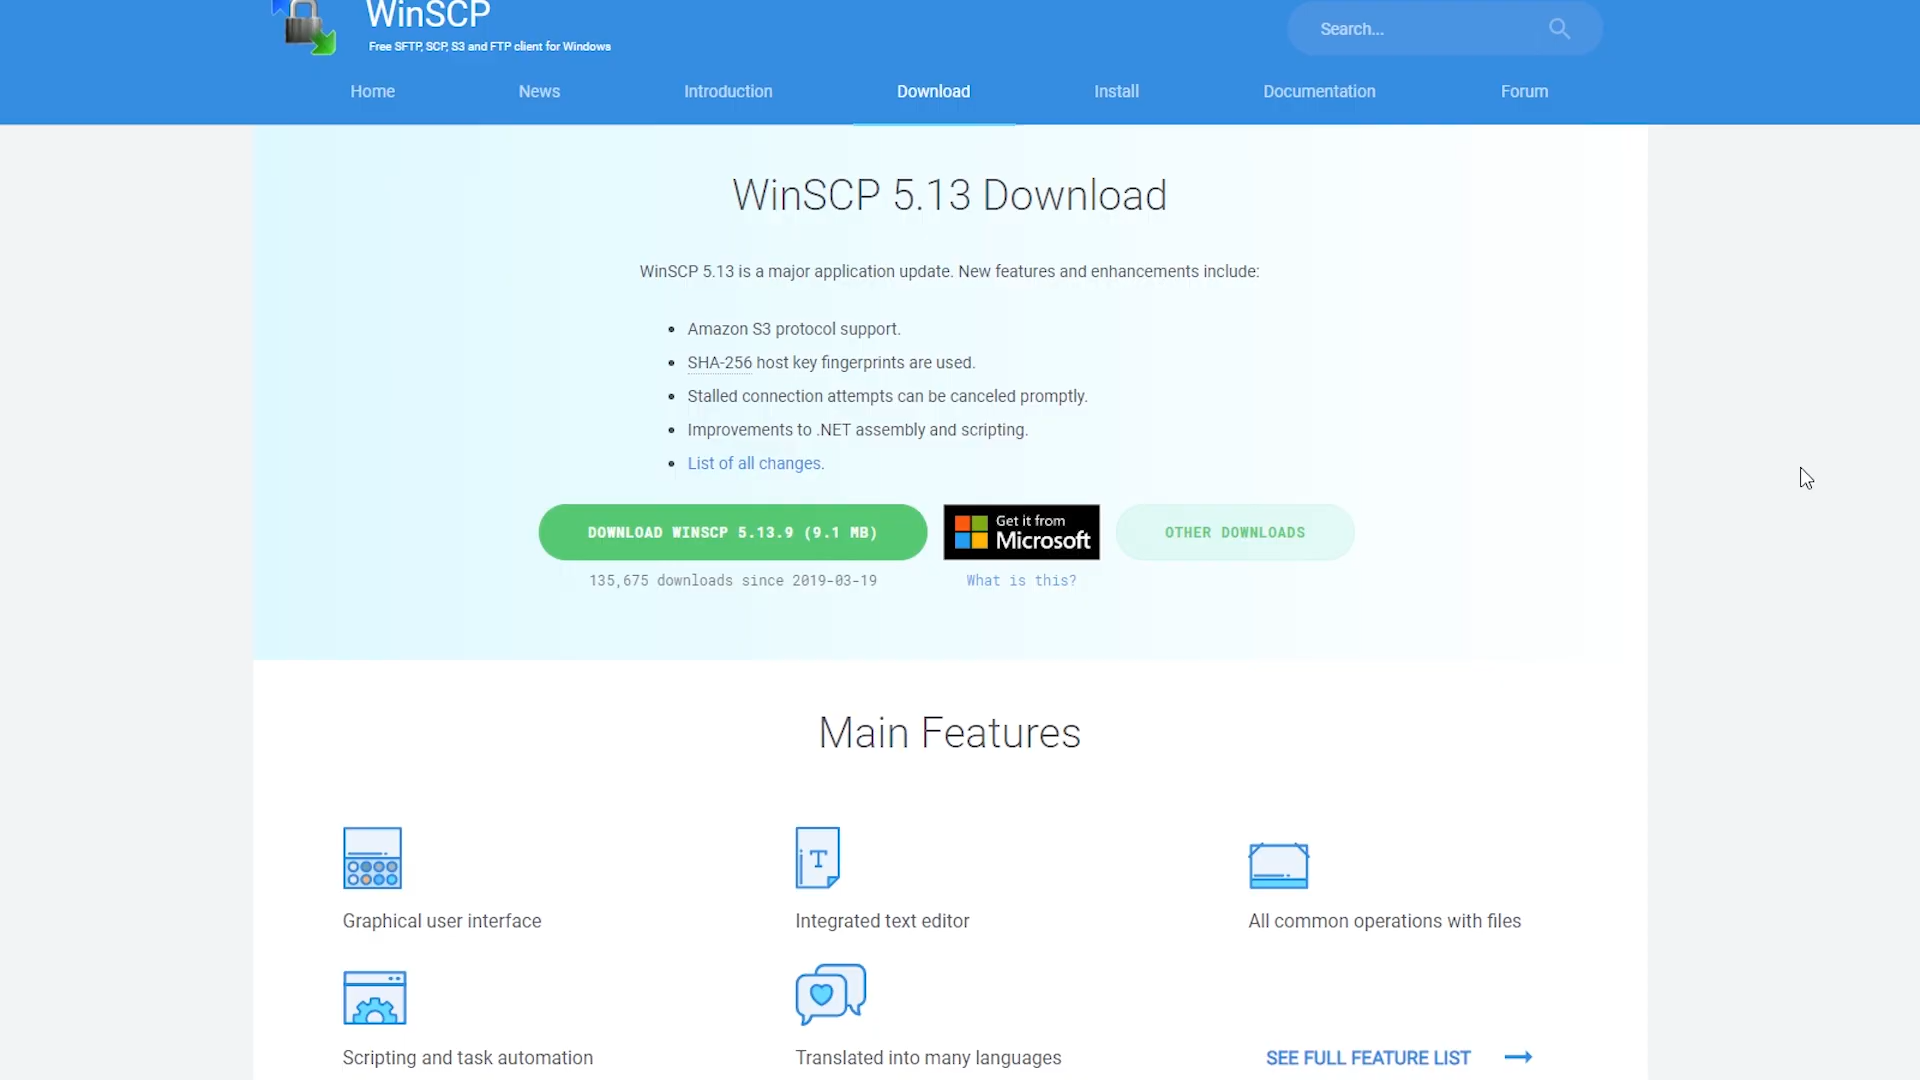 WinSCP
Free SFTP, SCP, S3 and FTP client for Windows
Search...
Home News Introduction Download Install Documentation Forum
WinSCP 5.13 Download
WinSCP 5.13 is a major application update. New features and enhancements include:
Amazon S3 protocol support.
SHA-256 host key fingerprints are used.
Stalled connection attempts can be canceled promptly.
Improvements to .NET assembly and scripting.
List of all changes.
DOWNLOAD WINSCP 5.13.9 (9.1 MB)
Get it from
Microsoft
OTHER DOWNLOADS
135,675 downloads since 2019-03-19
What is this?
Main Features
T
Graphical user interface
Integrated text editor
All common operations with files
Scripting and task automation
Translated into many languages
SEE FULL FEATURE LIST